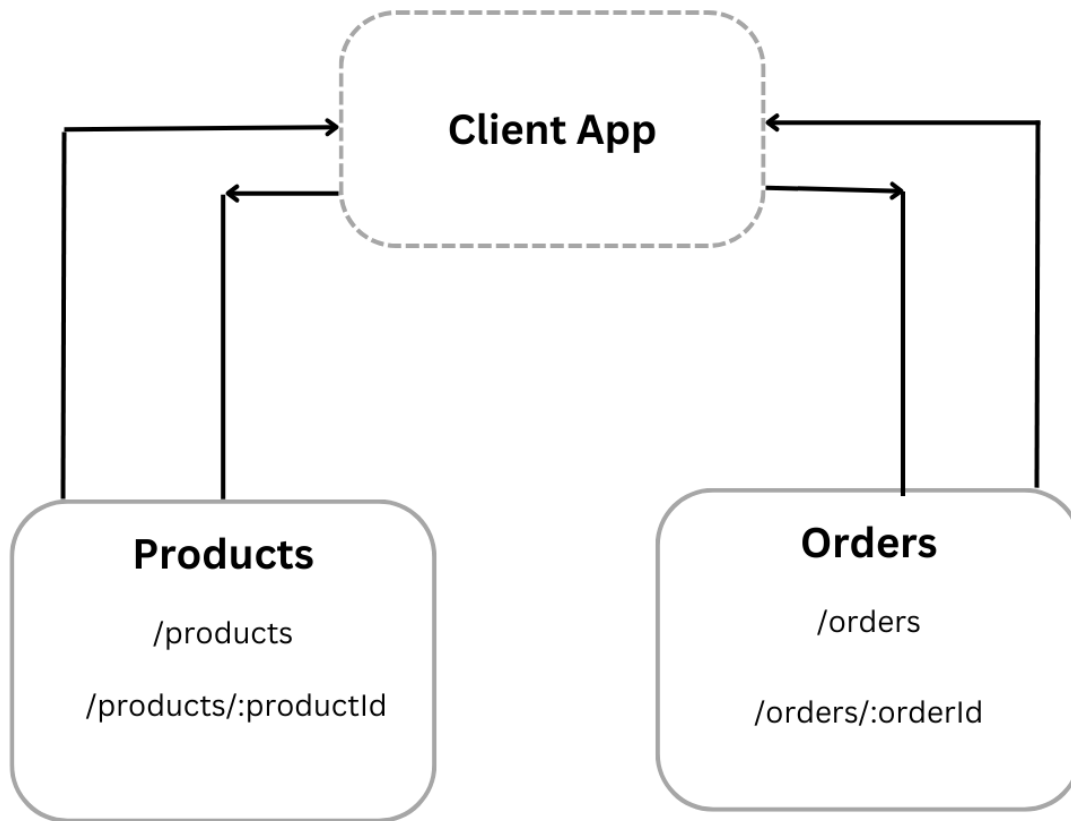 Client App
Products
/products
/products/:productId
Orders
/orders
/orders/:orderId